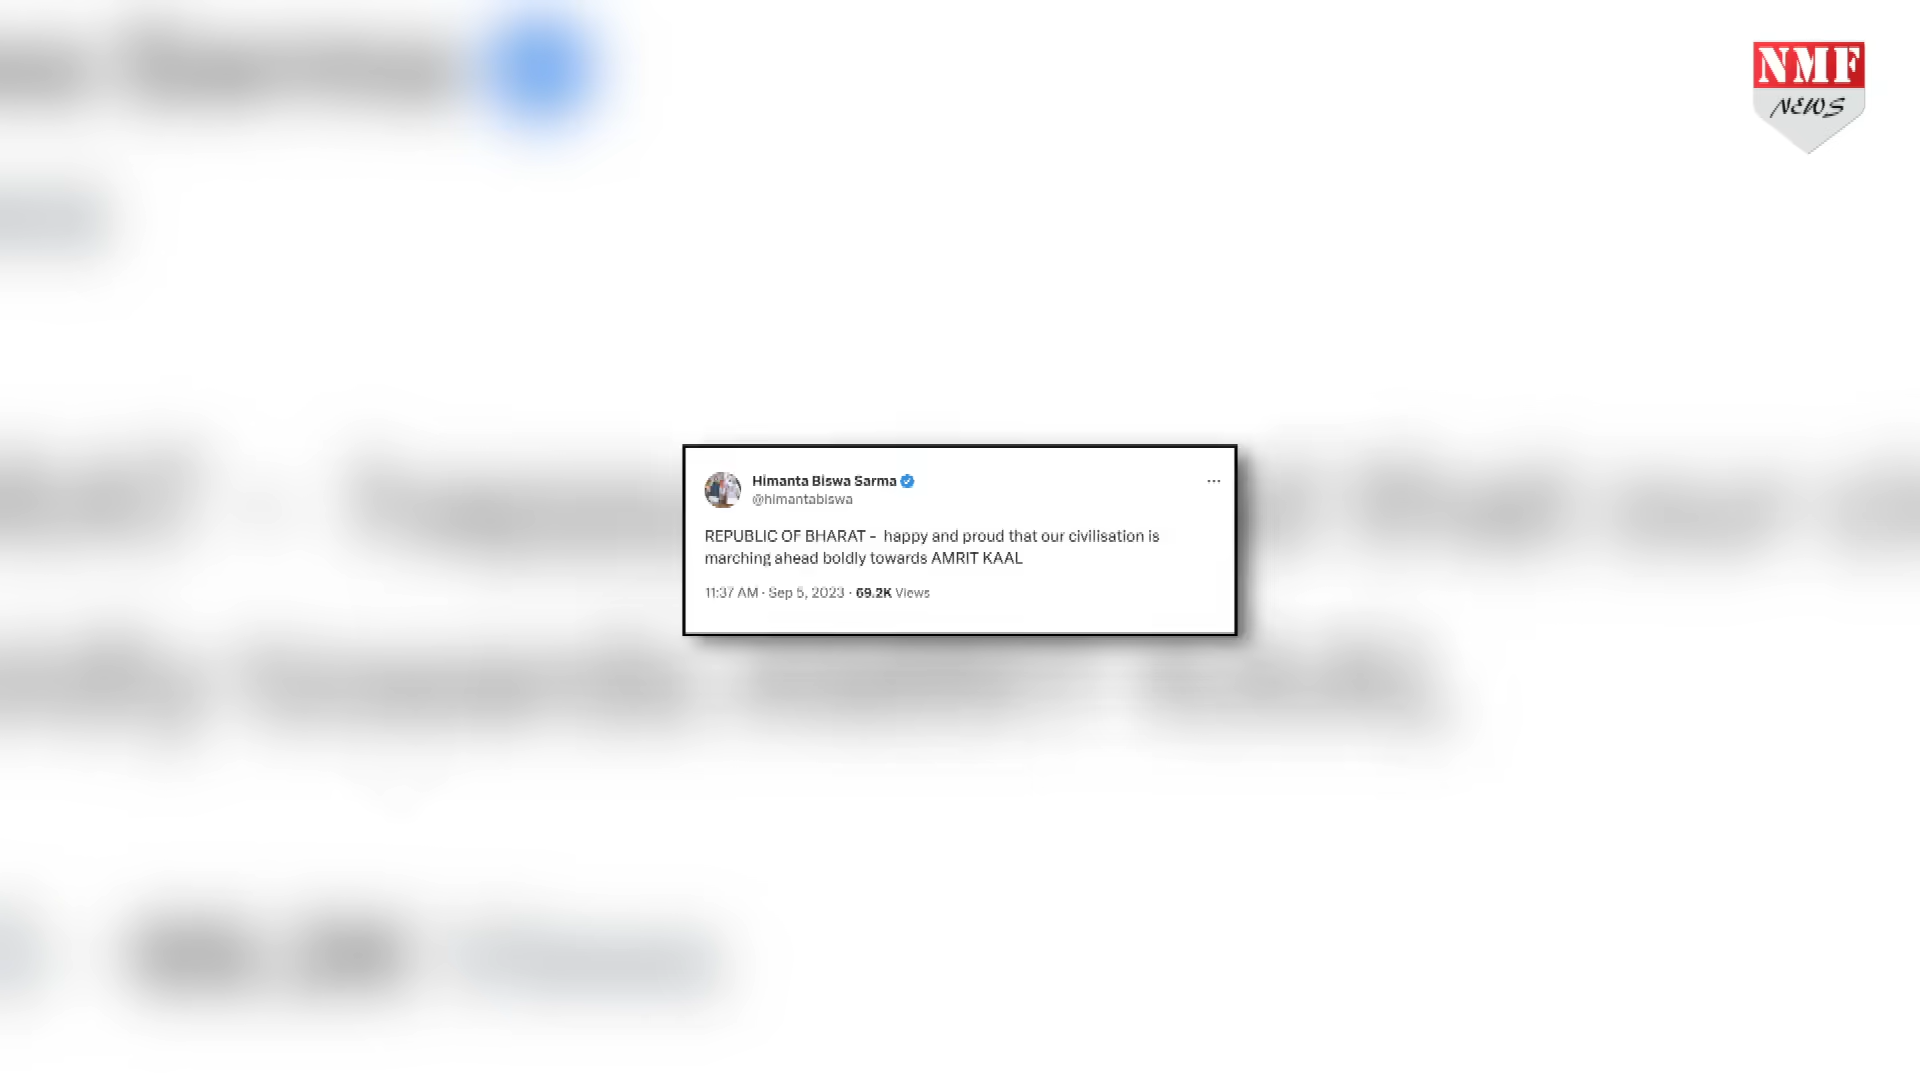 NMF
NEWS
Himanta Biswa Sarma
@himantabiswa
REPUBLIC OF BHARAT - happy and proud that our civilisation is
marching ahead boldly towards AMRIT KAAL
11:37 AM · Sep 5, 2023 · 69.2K Views